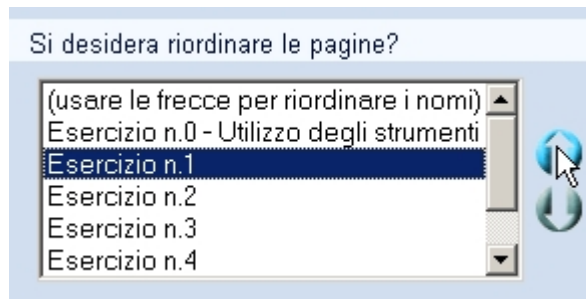 Si desidera riordinare le pagine?
(usare le frecce per riordinare i nomi)
Esercizio n.0 - Utilizzo degli strumenti
Esercizio n.1
Esercizio n.2
Esercizio n.3
Esercizio n.4